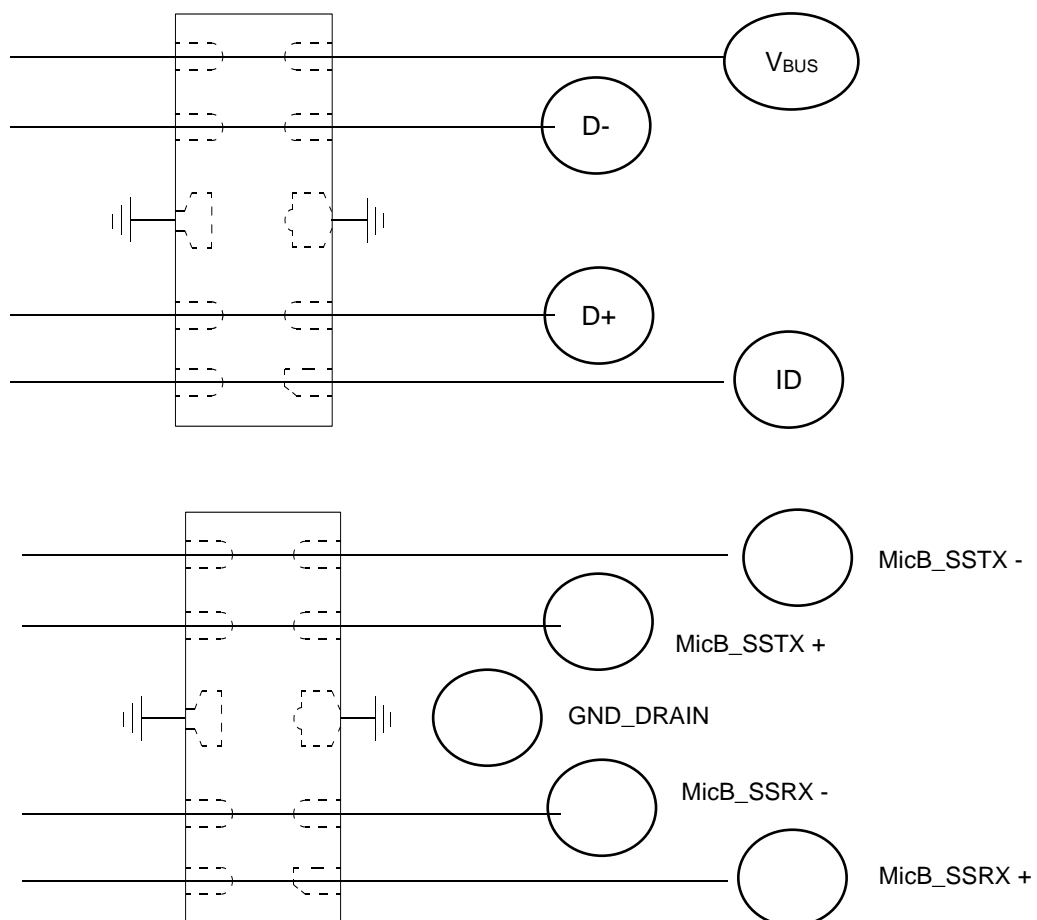 VBUS
D-
D+
ID
MicB_SSTX -
MicB_SSTX +
GND_DRAIN
MicB_SSRX -
MicB_SSRX +